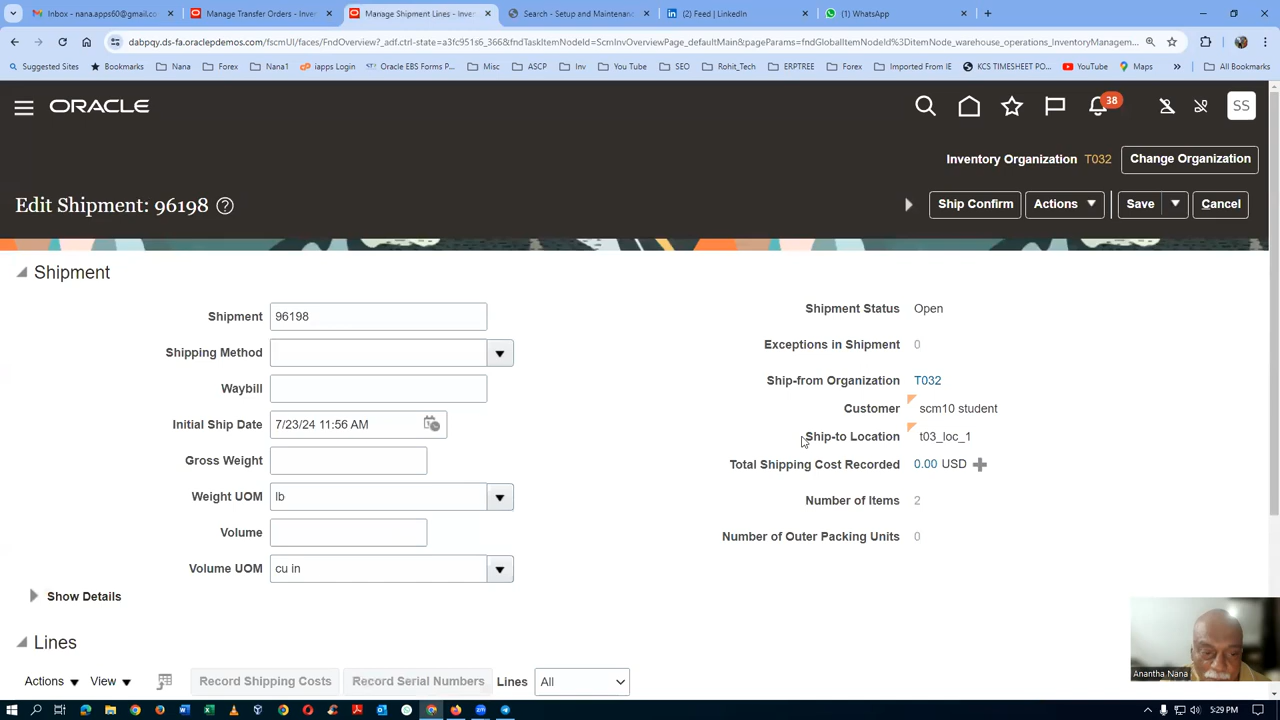 Inbox - nana.apps60@gmail.co
Manage Transfer Orders - Inven
Manage Shipment Lines - Inven
Search - Setup and Maintenanc
(2) Feed | LinkedIn
(1) WhatsApp
dabpqy.ds-fa.oraclepdemos.com/fscmUI/faces/FndOverview?_adf.ctrl-state=a3fc951s6_366&fndTaskItemNodeId=ScmInvOverviewPage_defaultMain&pageParams=fndGlobalItemNodeId%3DitemNode_warehouse_operations_InventoryManagem...
Suggested Sites
Bookmarks
Nana
Forex
Nana1
iapps Login
Oracle EBS Forms P...
Misc
ASCP
Inv
You Tube
SEO
Rohit_Tech
ERPTREE
Forex
Imported From IE
KCS TIMESHEET PO...
YouTube
Maps
All Bookmarks
ORACLE
38
SS
Inventory Organization T032
Change Organization
Edit Shipment: 96198
Ship Confirm
Actions
Save
Cancel
Shipment
Shipment 96198
Shipping Method
Waybill
Initial Ship Date 7/23/24 11:56 AM
Gross Weight
Weight UOM lb
Volume
Volume UOM cu in
Shipment Status Open
Exceptions in Shipment 0
Ship-from Organization T032
Customer scm10 student
Ship-to Location t03_loc_1
Total Shipping Cost Recorded 0.00 USD
Number of Items 2
Number of Outer Packing Units 0
Show Details
Lines
Actions
View
Record Shipping Costs
Record Serial Numbers
Lines All
Anantha Nana
5:29 PM